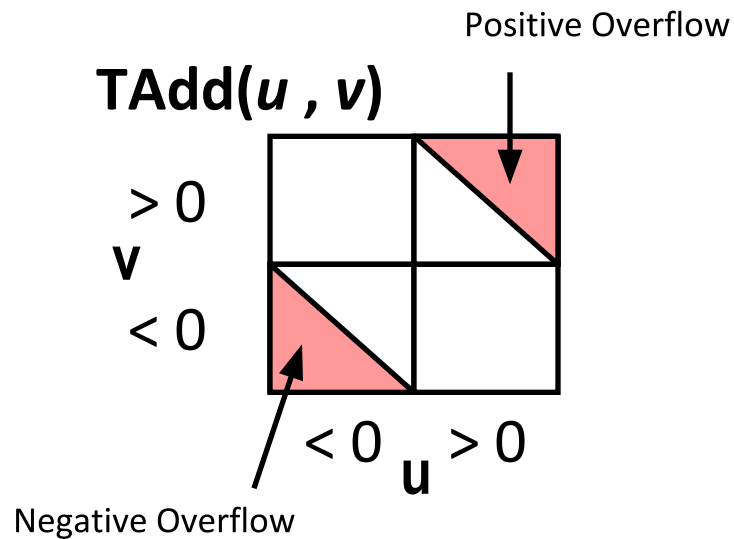 Positive Overflow
TAdd(u , v)
> 0
v
< 0
< 0
> 0
u
Negative Overflow